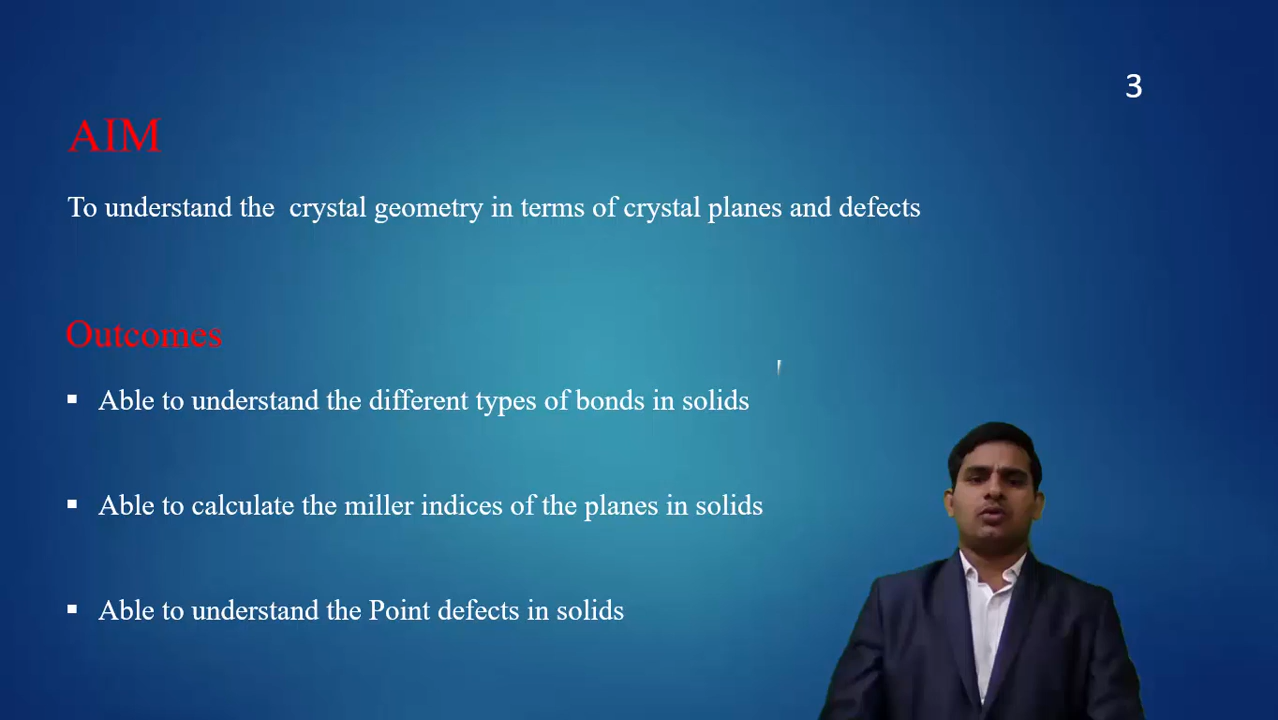 3
AIM
To understand the crystal geometry in terms of crystal planes and defects
Outcomes
▪ Able to understand the different types of bonds in solids
▪ Able to calculate the miller indices of the planes in solids
▪ Able to understand the Point defects in solids